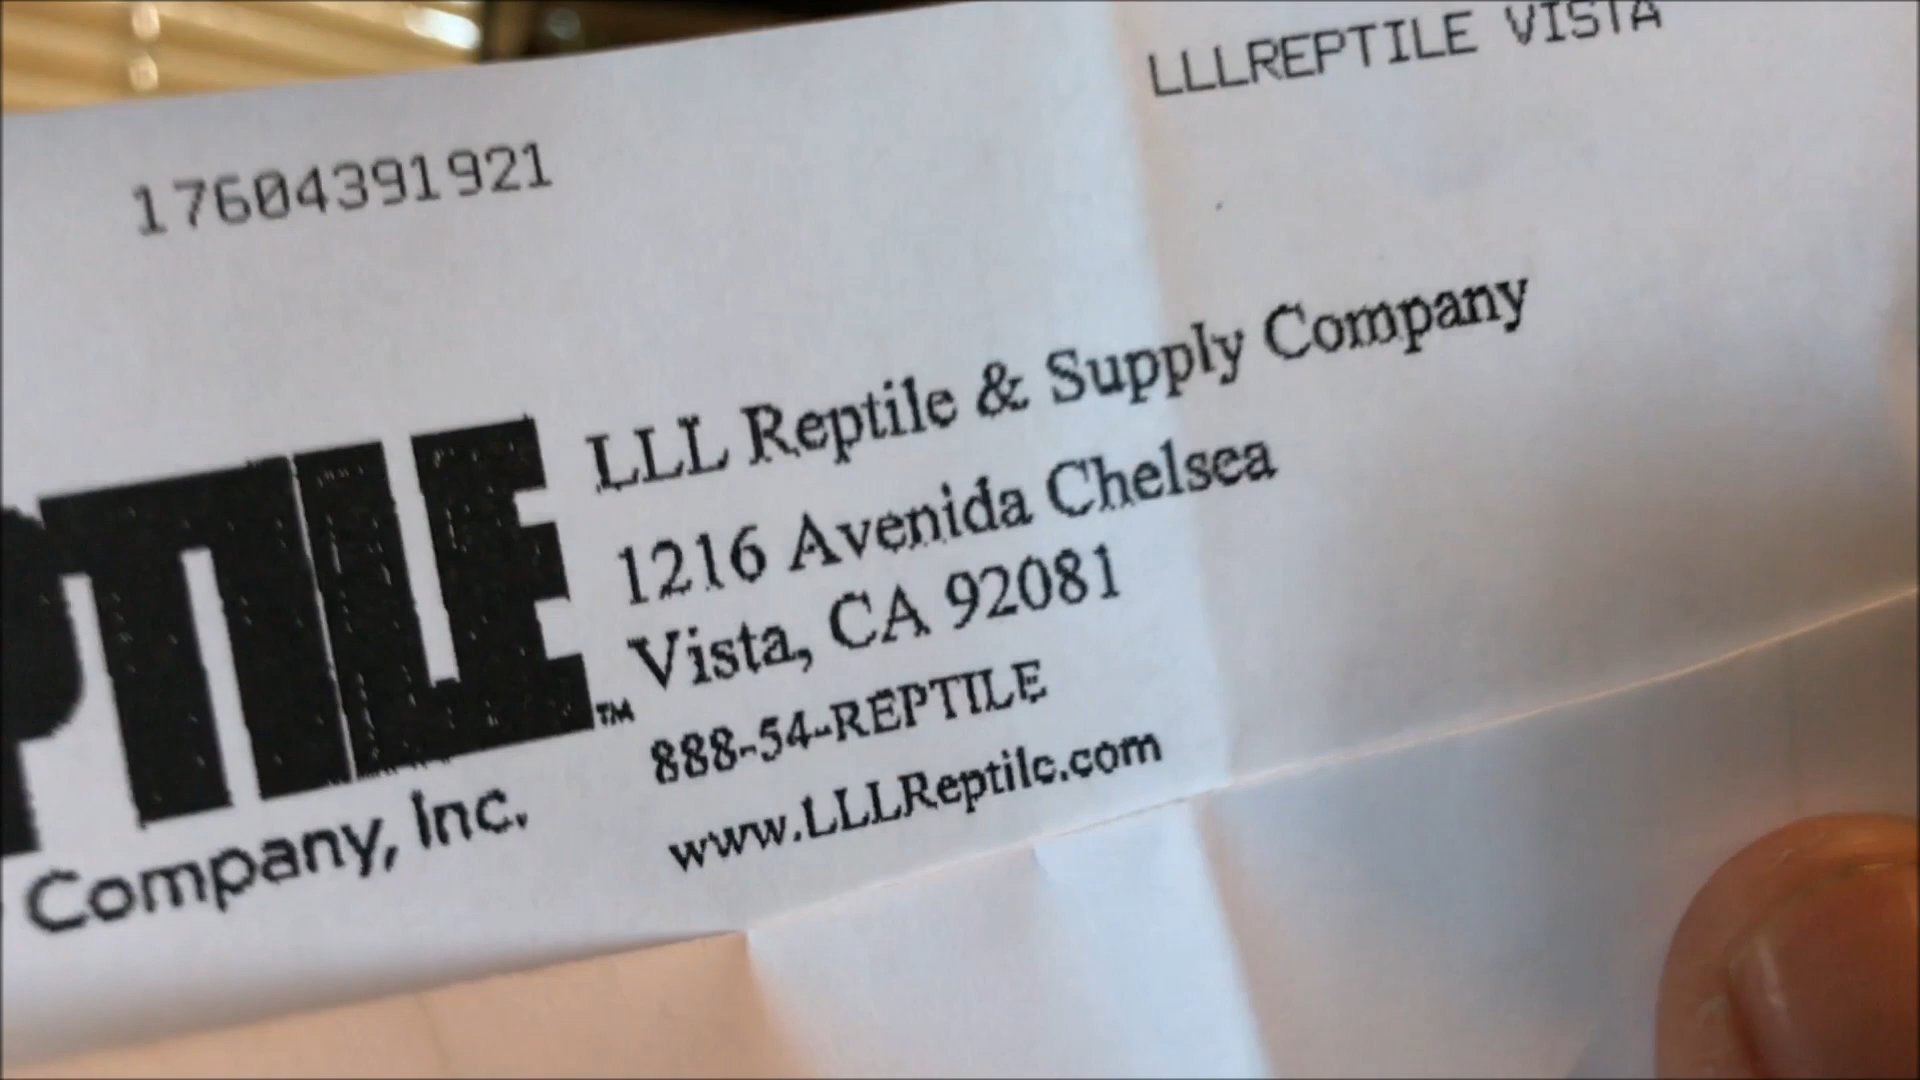 17604391921
LLLREPTILE VISTA
PTILE™
Company, Inc.
LLL Reptile & Supply Company
1216 Avenida Chelsea
Vista, CA 92081
888-54-REPTILE
www.LLLReptile.com